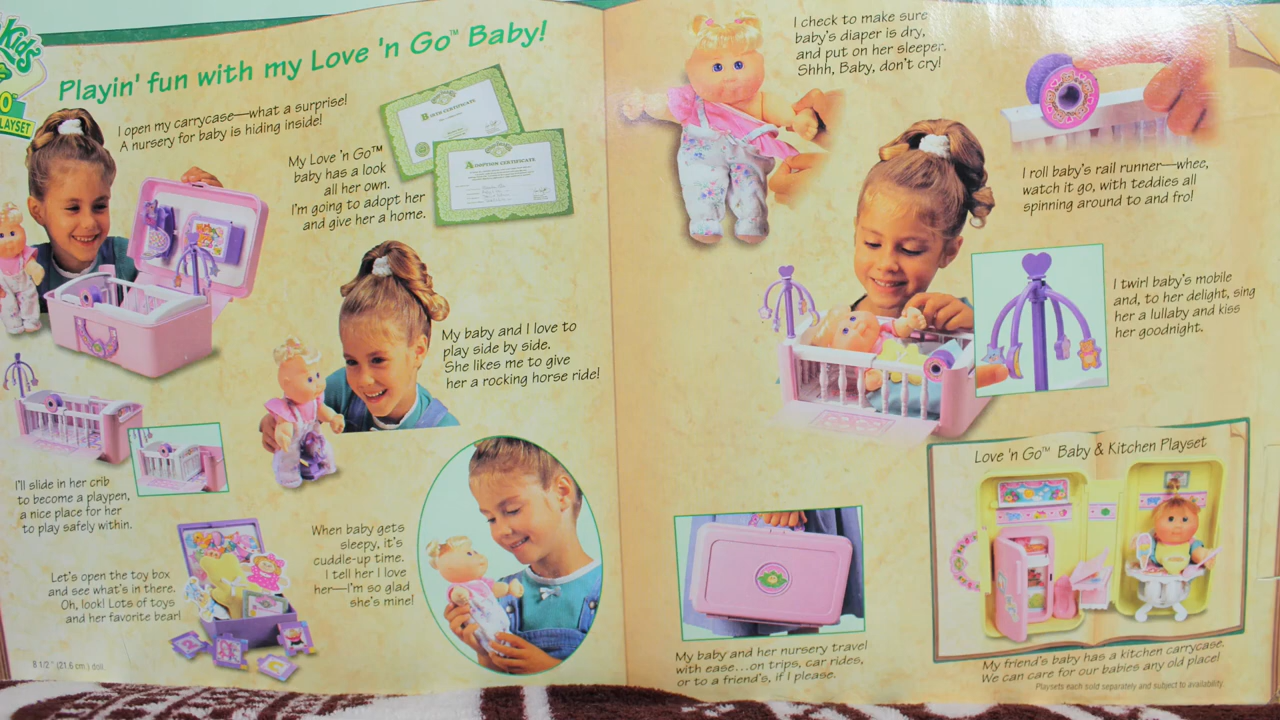 Kids
PLAYSET
Playin' fun with my Love 'n Go™ Baby!
I open my carrycase—what a surprise!
A nursery for baby is hiding inside!
BIRTH CERTIFICATE
ADOPTION CERTIFICATE
My Love 'n Go™
baby has a look
all her own.
I'm going to adopt her
and give her a home.
My baby and I love to
play side by side.
She likes me to give
her a rocking horse ride!
I'll slide in her crib
to become a playpen,
a nice place for her
to play safely within.
Let's open the toy box
and see what's in there.
Oh, look! Lots of toys
and her favorite bear!
When baby gets
sleepy, it's
cuddle-up time.
I tell her I love
her—I'm so glad
she's mine!
8 1/2" (21,6 cm)
I check to make sure
baby's diaper is dry,
and put on her sleeper.
Shhh, Baby, don't cry!
I roll baby's rail runner—whee,
watch it go, with teddies all
spinning around to and fro!
I twirl baby's mobile
and, to her delight, sing
her a lullaby and kiss
her goodnight.
My baby and her nursery travel
with ease...on trips, car rides,
or to a friend's, if I please.
Love 'n Go™ Baby & Kitchen Playset
My friend's baby has a kitchen carrycase.
We can care for our babies any old place!
Playsets each sold separately and subject to availability.